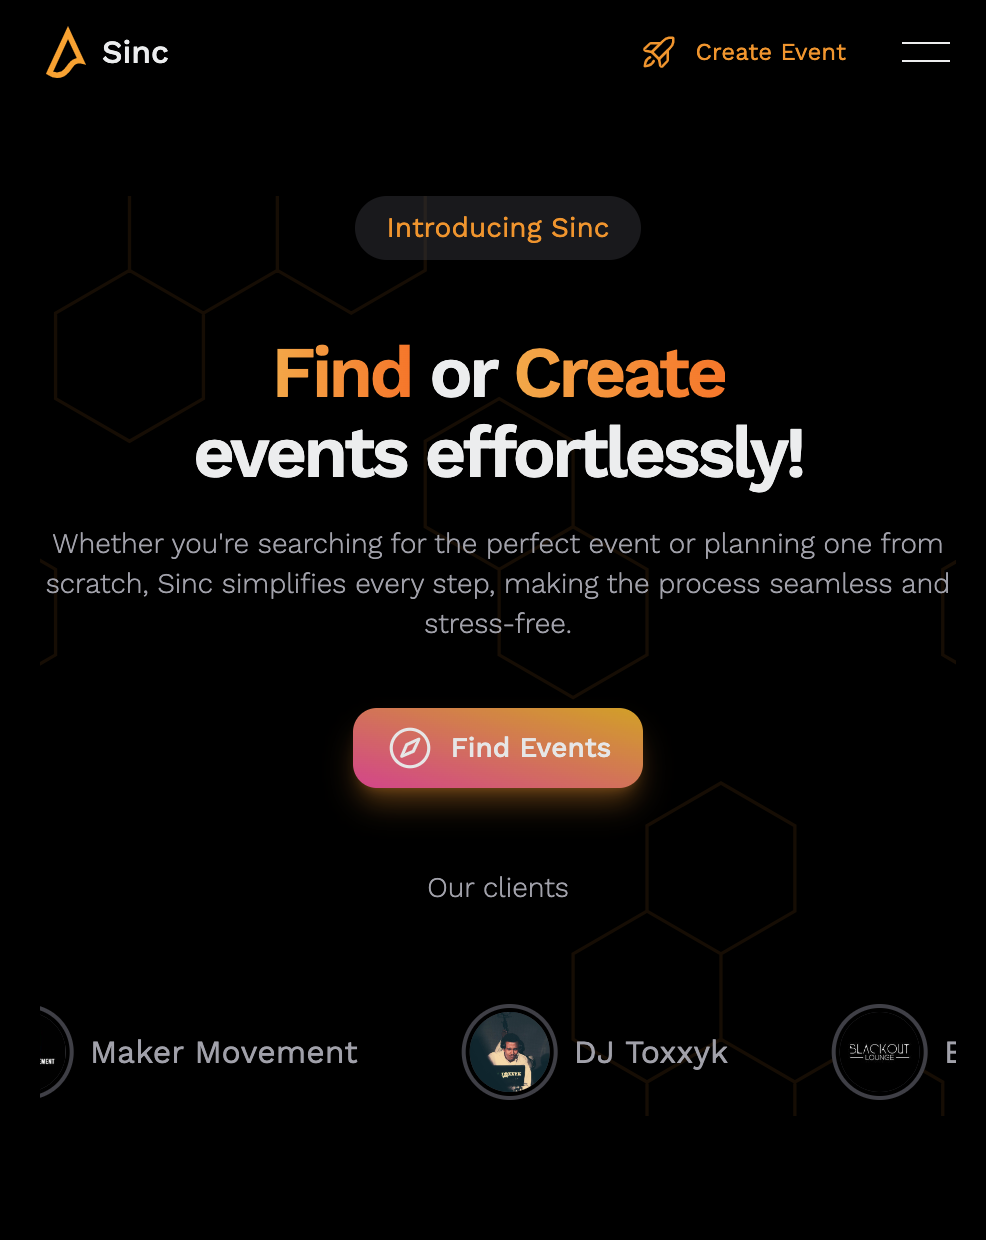 Sinc
Create Event
Introducing Sinc
Find or Create
events effortlessly!
Whether you're searching for the perfect event or planning one from
scratch, Sinc simplifies every step, making the process seamless and
stress-free.
Find Events
Our clients
Maker Movement
DJ Toxxyk
BLACKOUT
LOUNGE